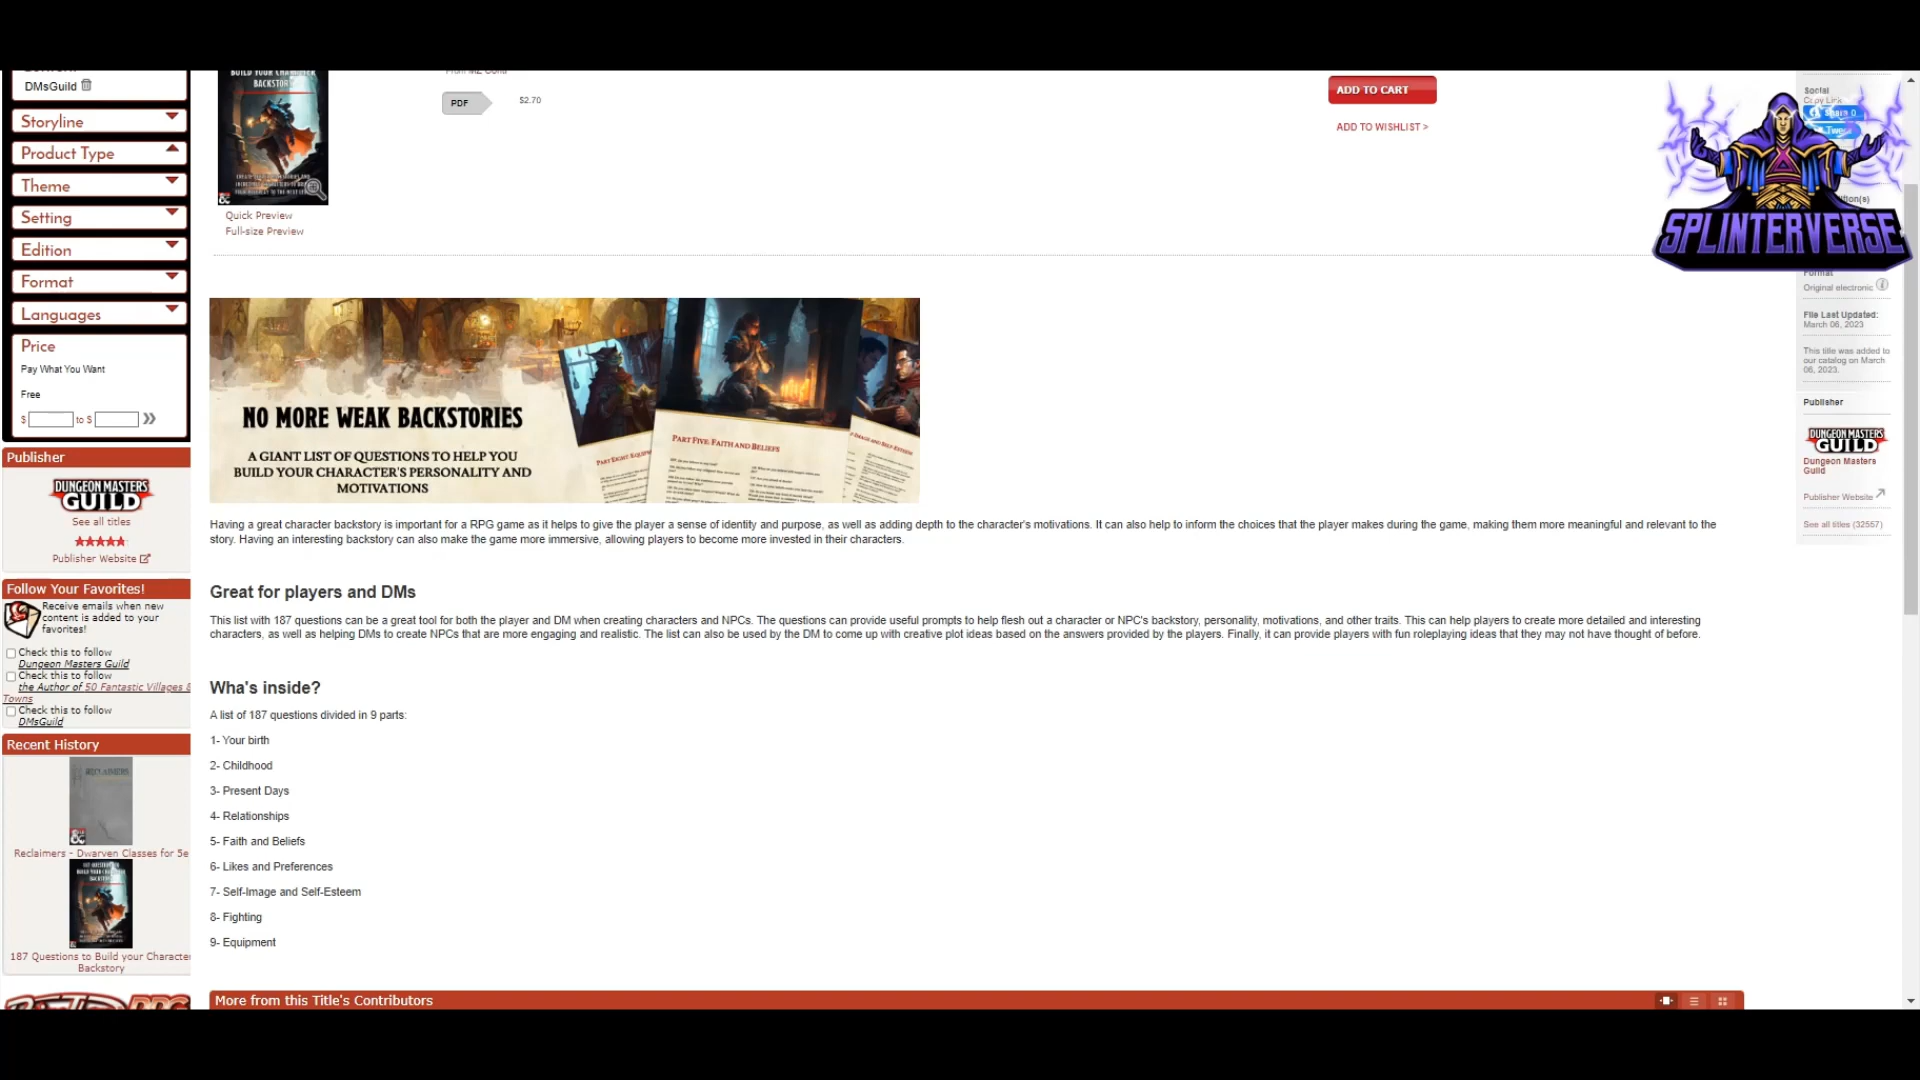 DMsGuild
Storyline
Product Type
Theme
Setting
Edition
Format
Languages
Price
Pay What You Want
Free
$ to $
Publisher
DUNGEON MASTERS
GUILD
See all titles
Publisher Website
Follow Your Favorites!
Receive emails when new
content is added to your
favorites!
Check this to follow
Dungeon Masters Guild
Check this to follow
the Author of 50 Fantastic Villages &
Towns
Check this to follow
DMsGuild
Recent History
RECLAIMERS
Reclaimers - Dwarven Classes for 5e
187 Questions to Build your Character
Backstory
BUILD YOUR CHARACTER
BACKSTORY
Quick Preview
Full-size Preview
PDF
$2.70
ADD TO CART
ADD TO WISHLIST >
NO MORE WEAK BACKSTORIES
A GIANT LIST OF QUESTIONS TO HELP YOU
BUILD YOUR CHARACTER'S PERSONALITY AND
MOTIVATIONS
PART FIVE: FAITH AND BELIEFS
Having a great character backstory is important for a RPG game as it helps to give the player a sense of identity and purpose, as well as adding depth to the character's motivations. It can also help to inform the choices that the player makes during the game, making them more meaningful and relevant to the
story. Having an interesting backstory can also make the game more immersive, allowing players to become more invested in their characters.
Great for players and DMs
This list with 187 questions can be a great tool for both the player and DM when creating characters and NPCs. The questions can provide useful prompts to help flesh out a character or NPC's backstory, personality, motivations, and other traits. This can help players to create more detailed and interesting
characters, as well as helping DMs to create NPCs that are more engaging and realistic. The list can also be used by the DM to come up with creative plot ideas based on the answers provided by the players. Finally, it can provide players with fun roleplaying ideas that they may not have thought of before.
Wha's inside?
A list of 187 questions divided in 9 parts:
1- Your birth
2- Childhood
3- Present Days
4- Relationships
5- Faith and Beliefs
6- Likes and Preferences
7- Self-Image and Self-Esteem
8- Fighting
9- Equipment
More from this Title's Contributors
Social
Copy Link
Share 0
SPLINTERVERSE
Format
Original electronic
File Last Updated:
March 06, 2023
This title was added to
our catalog on March
06, 2023.
Publisher
DUNGEON MASTERS
GUILD
Dungeon Masters
Guild
Publisher Website
See all titles (32557)